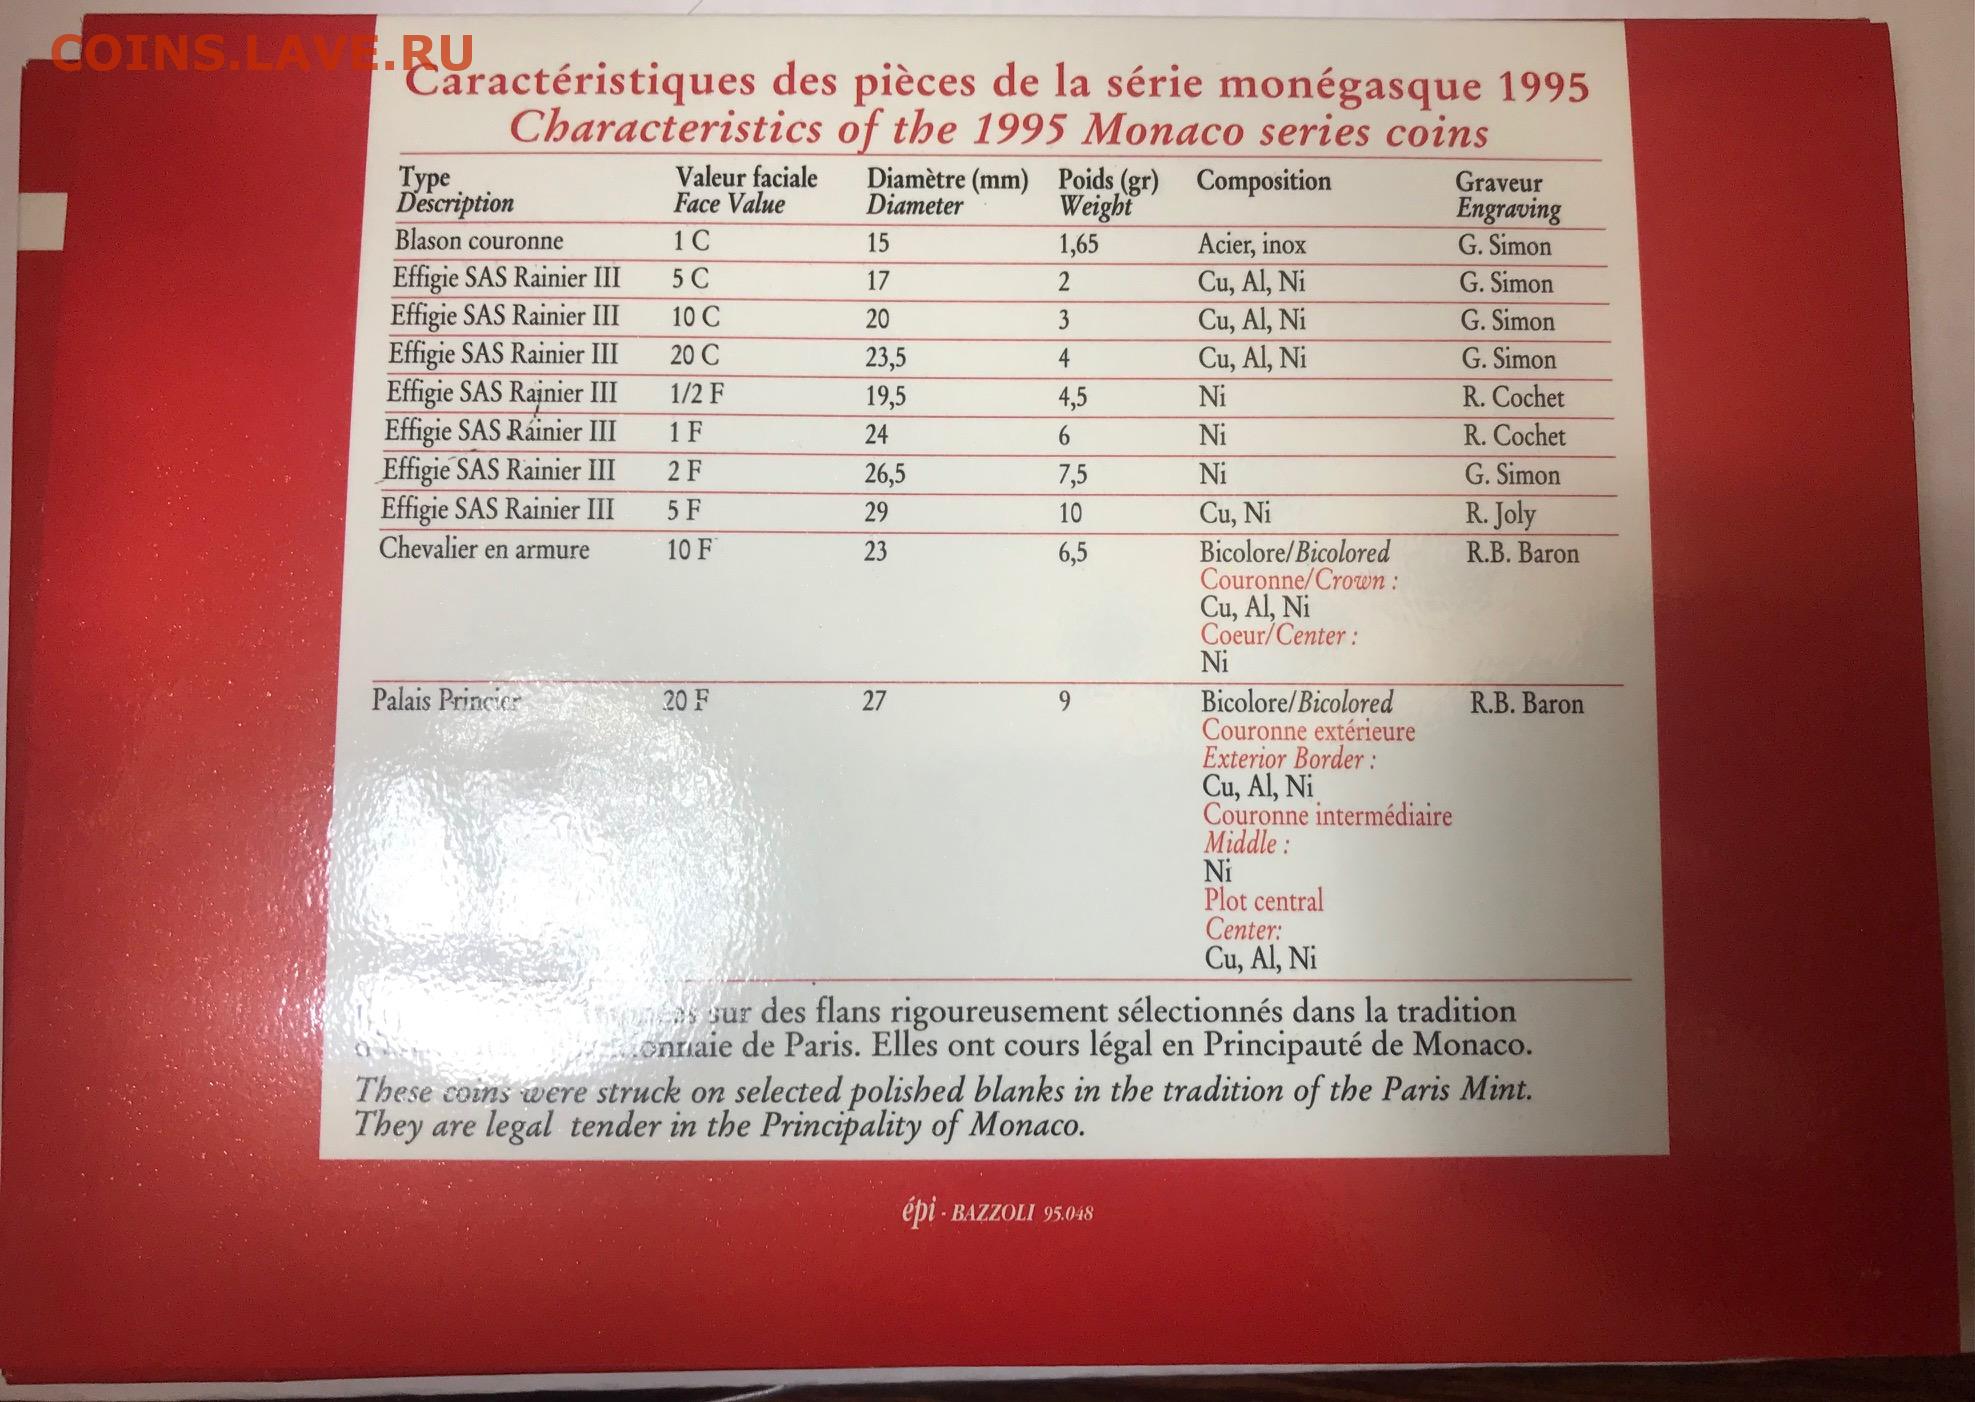 COINS.LAVE.RU
Caractéristiques des pièces de la série monégasque 1995
Characteristics of the 1995 Monaco series coins
Type Valeur faciale Diamètre (mm) Poids (gr) Composition Graveur
Description Face Value Diameter Weight Engraving
Blason couronne 1 C 15 1,65 Acier, inox G. Simon
Effigie SAS Rainier III 5 C 17 2 Cu, Al, Ni G. Simon
Effigie SAS Rainier III 10 C 20 3 Cu, Al, Ni G. Simon
Effigie SAS Rainier III 20 C 23,5 4 Cu, Al, Ni G. Simon
Effigie SAS Rainier III 1/2 F 19,5 4,5 Ni R. Cochet
Effigie SAS Rainier III 1 F 24 6 Ni R. Cochet
Effigie SAS Rainier III 2 F 26,5 7,5 Ni G. Simon
Effigie SAS Rainier III 5 F 29 10 Cu, Ni R. Joly
Chevalier en armure 10 F 23 6,5 Bicolore/Bicolored R.B. Baron
Couronne/Crown :
Cu, Al, Ni
Coeur/Center :
Ni
Palais Princier 20 F 27 9 Bicolore/Bicolored R.B. Baron
Couronne extérieure
Exterior Border :
Cu, Al, Ni
Couronne intermédiaire
Middle :
Ni
Plot central
Center:
Cu, Al, Ni
sur des flans rigoureusement sélectionnés dans la tradition
de Paris. Elles ont cours légal en Principauté de Monaco.
These coins were struck on selected polished blanks in the tradition of the Paris Mint.
They are legal tender in the Principality of Monaco.
épi - BAZZOLI 95.048